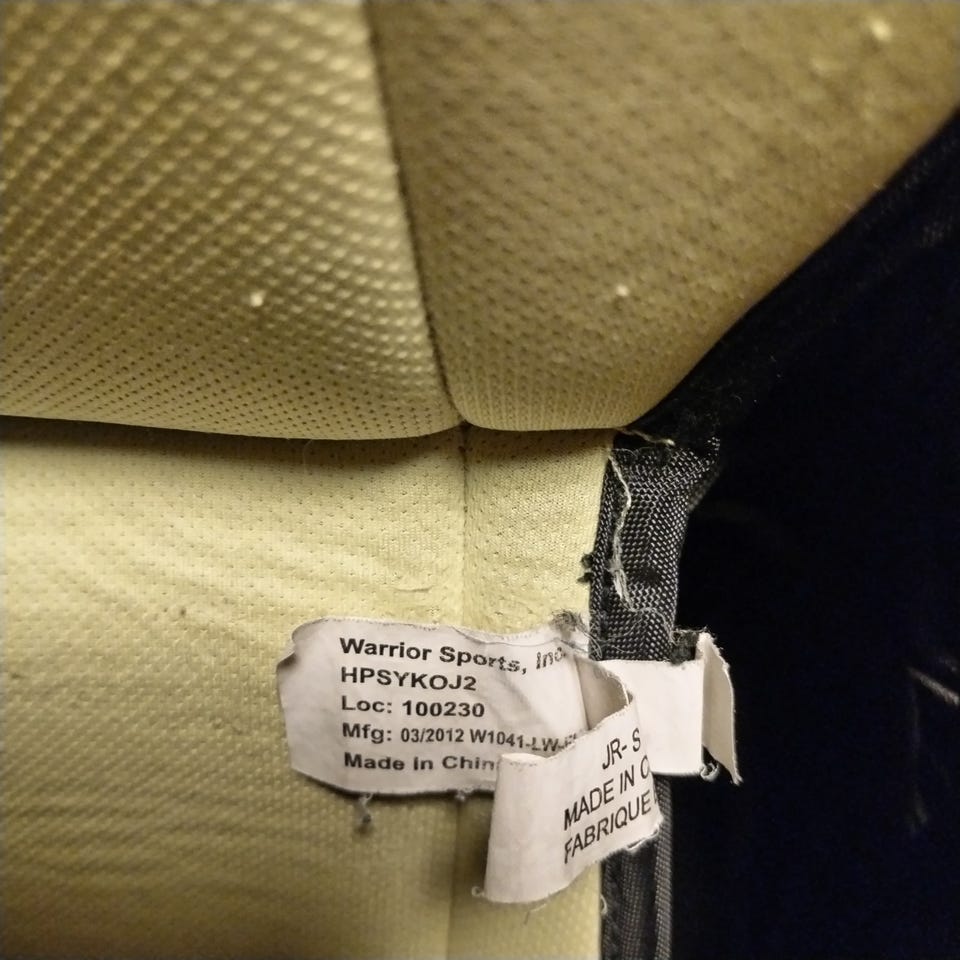 Warrior Sports, Inc.
HPSYKOJ2
Loc: 100230
Mfg: 03/2012 W1041-LW-
Made in Chin
JR- S
MADE IN C
FABRIQUE